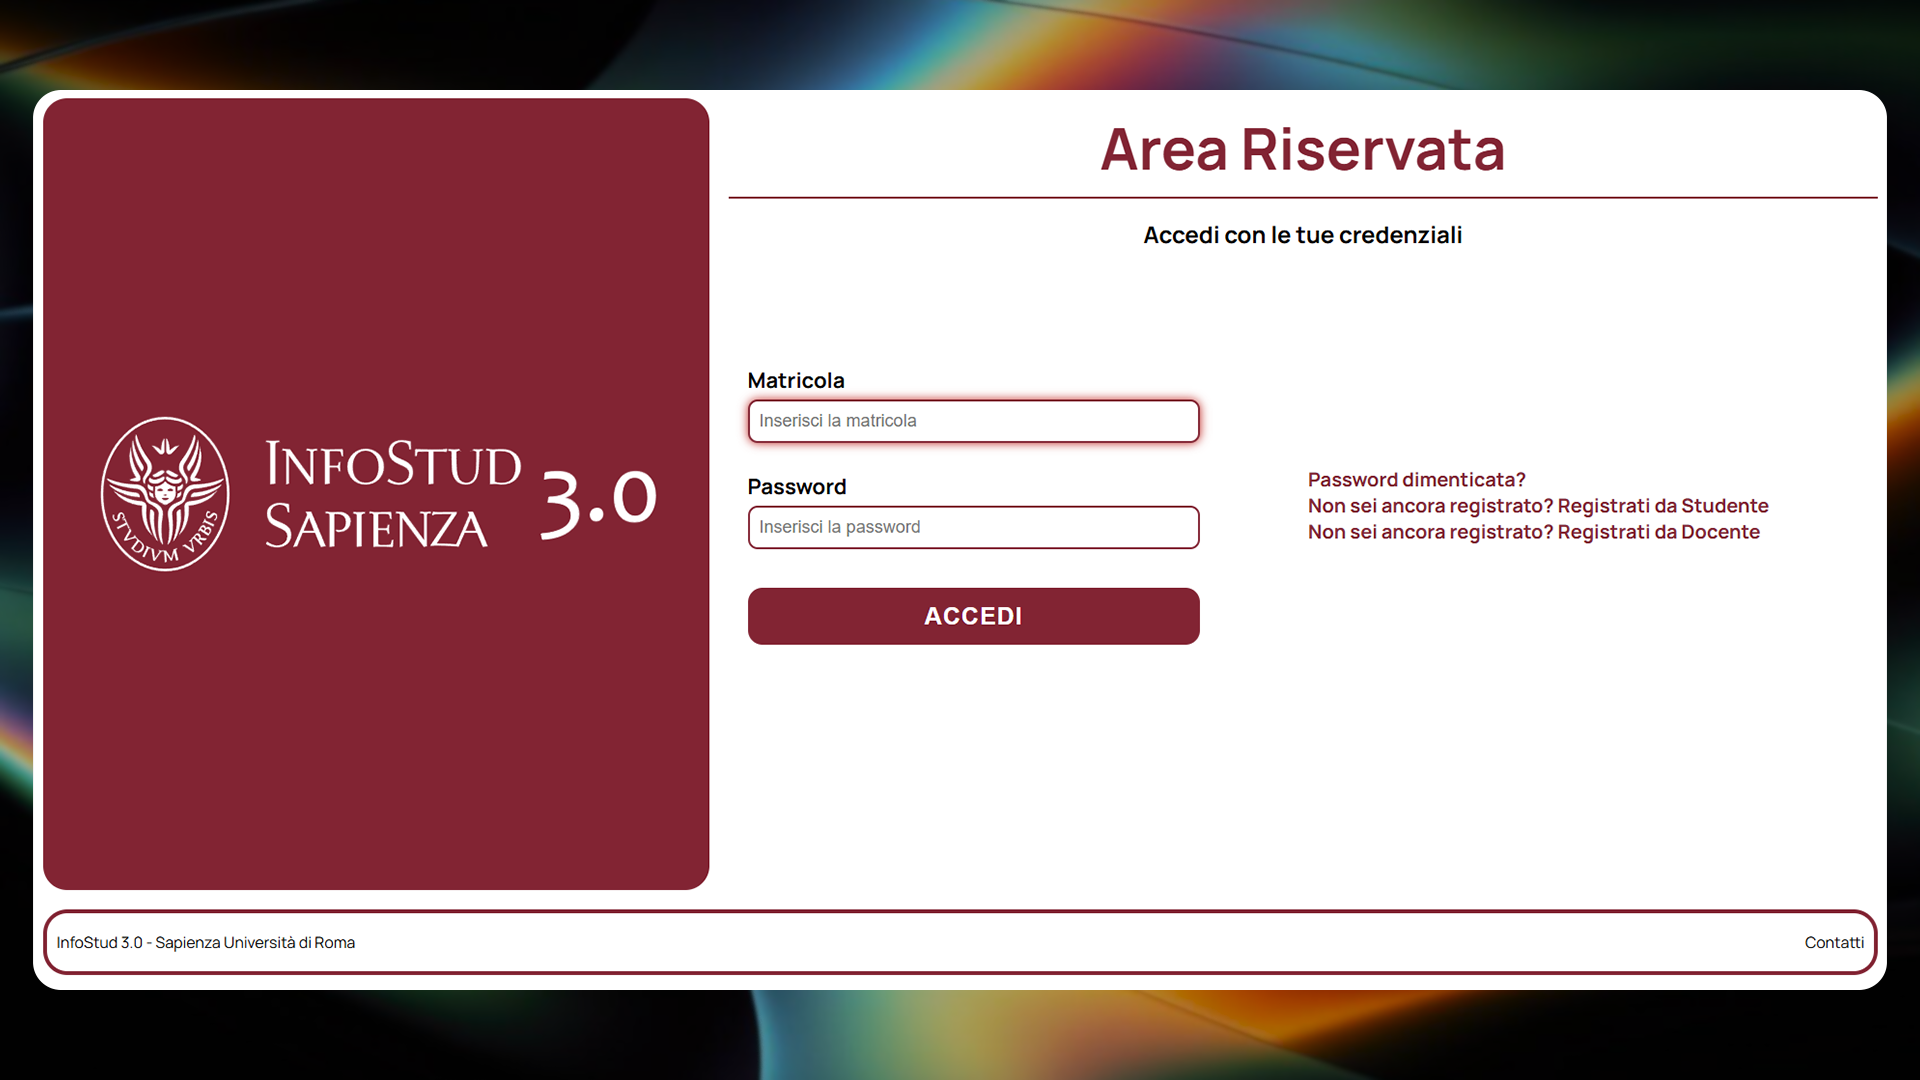 STVDIVM VRBIS
INFOSTUD
SAPIENZA
3.0
Area Riservata
Accedi con le tue credenziali
Matricola
Inserisci la matricola
Password
Inserisci la password
ACCEDI
Password dimenticata?
Non sei ancora registrato? Registrati da Studente
Non sei ancora registrato? Registrati da Docente
InfoStud 3.0 - Sapienza Università di Roma
Contatti